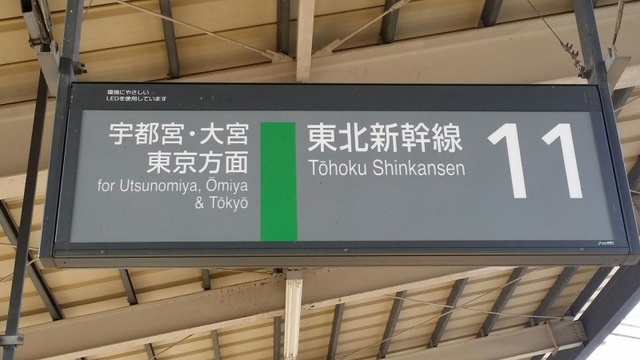 環境にやさしい
LEDを使用しています
宇都宮・大宮
東京方面
for Utsunomiya, Ōmiya
& Tōkyō
東北新幹線
Tōhoku Shinkansen
11